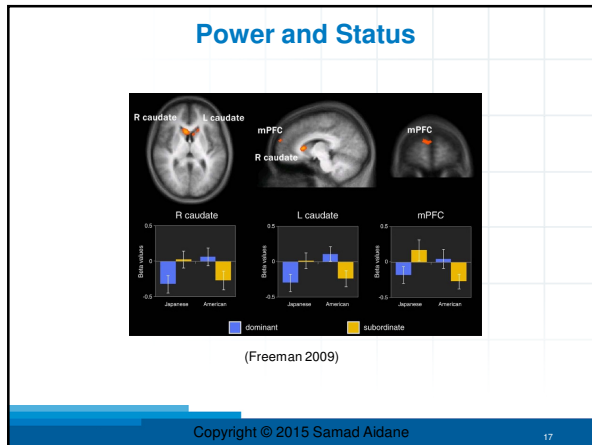 Power and Status
R caudate
L caudate
mPFC
R caudate
mPFC
R caudate
L caudate
mPFC
0.5
0
-0.5
Beta values
Japanese
American
0.5
0
-0.5
Beta values
Japanese
American
0.5
0
-0.5
Beta values
Japanese
American
dominant
subordinate
(Freeman 2009)
Copyright © 2015 Samad Aidane
17